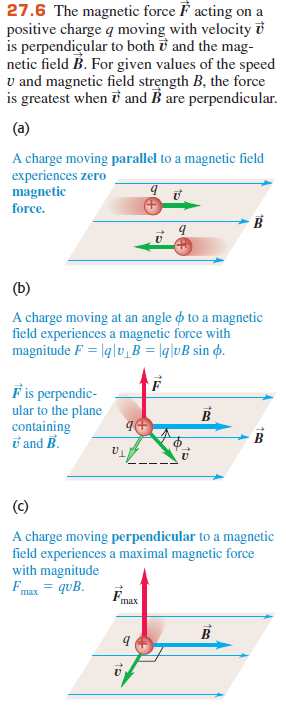 27.6 The magnetic force F⃗ acting on a
positive charge q moving with velocity v⃗
is perpendicular to both v⃗ and the mag-
netic field B⃗. For given values of the speed
v and magnetic field strength B, the force
is greatest when v⃗ and B⃗ are perpendicular.
(a)
A charge moving parallel to a magnetic field
experiences zero
magnetic
force.
q
v⃗
B⃗
q
v⃗
(b)
A charge moving at an angle ϕ to a magnetic
field experiences a magnetic force with
magnitude F = |q|v⊥B = |q|vB sin ϕ.
F⃗
F⃗ is perpendic-
ular to the plane
containing
v⃗ and B⃗.
q
B⃗
B⃗
v⊥
ϕ
v⃗
(c)
A charge moving perpendicular to a magnetic
field experiences a maximal magnetic force
with magnitude
Fmax = qvB.
F⃗max
q
B⃗
v⃗